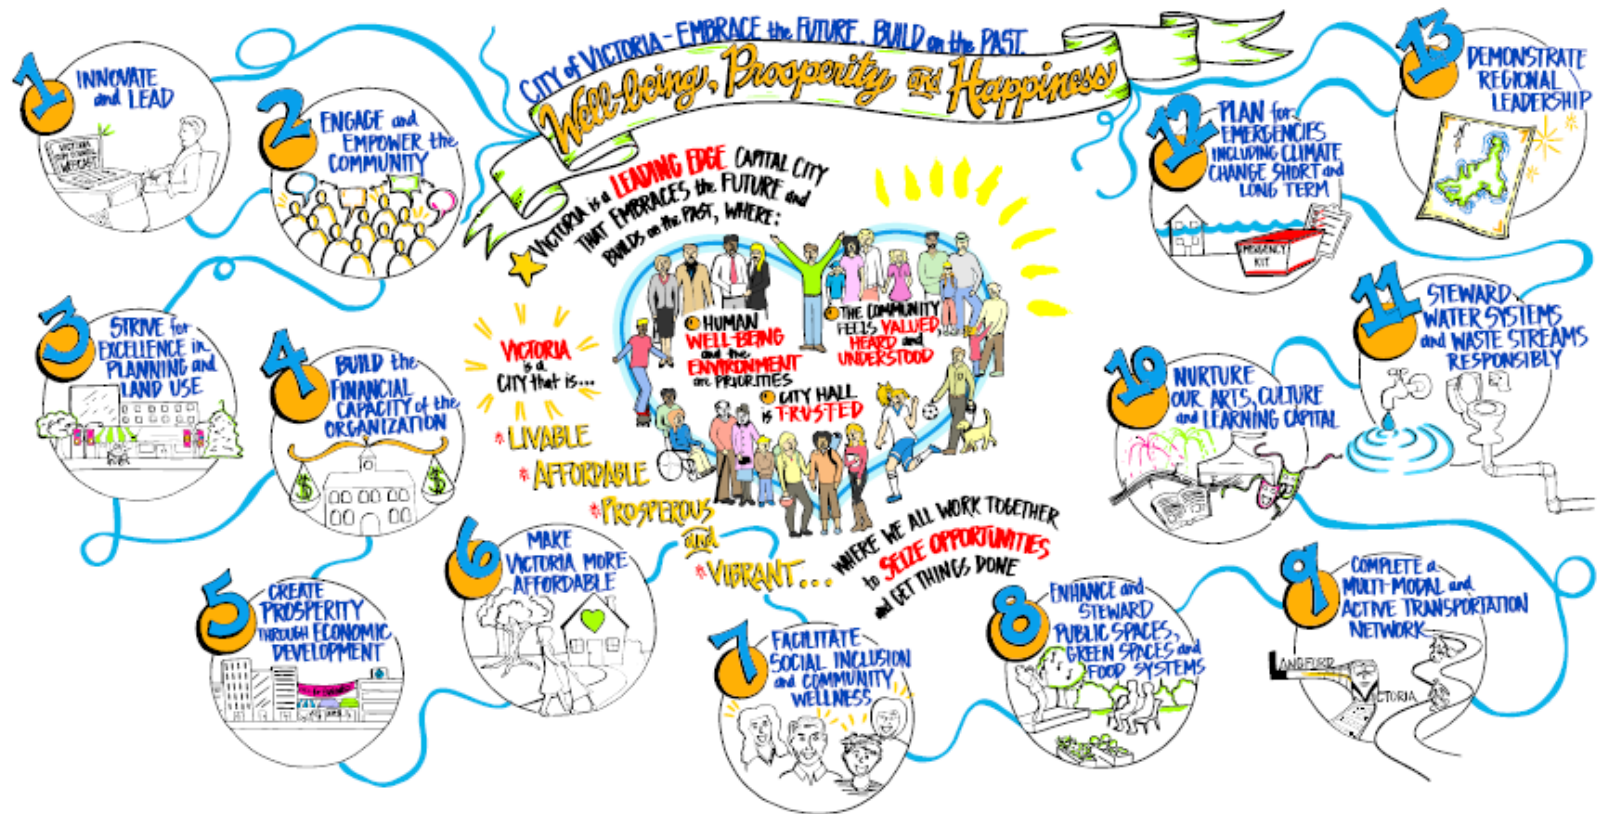 CITY of VICTORIA - EMBRACE the FUTURE. BUILD on the PAST.
Well-being, Prosperity and Happiness
1
INNOVATE
and LEAD
VICTORIA
2
ENGAGE and
EMPOWER the
COMMUNITY
3
STRIVE for
EXCELLENCE in
PLANNING and
LAND USE
4
BUILD the
FINANCIAL
CAPACITY of the
ORGANIZATION
$
$
5
CREATE
PROSPERITY
THROUGH ECONOMIC
DEVELOPMENT
6
MAKE
VICTORIA MORE
AFFORDABLE
7
FACILITATE
SOCIAL INCLUSION
and COMMUNITY
WELLNESS
8
ENHANCE and
STEWARD
PUBLIC SPACES,
GREEN SPACES and
FOOD SYSTEMS
9
COMPLETE a
MULTI-MODAL and
ACTIVE TRANSPORTATION
NETWORK
LANGFORD
VICTORIA
10
NURTURE
OUR ARTS, CULTURE
and LEARNING CAPITAL
11
STEWARD
WATER SYSTEMS
and WASTE STREAMS
RESPONSIBLY
12
PLAN for
EMERGENCIES
INCLUDING CLIMATE
CHANGE SHORT and
LONG TERM
EMERGENCY
KIT
13
DEMONSTRATE
REGIONAL
LEADERSHIP
VICTORIA is a LEADING EDGE CAPITAL CITY
THAT EMBRACES the FUTURE and
BUILDS on the PAST, WHERE:
HUMAN
WELL-BEING
and the
ENVIRONMENT
are PRIORITIES
THE COMMUNITY
FEELS VALUED,
HEARD and
UNDERSTOOD
CITY HALL
is TRUSTED
VICTORIA
is a
CITY that is...
* LIVABLE
* AFFORDABLE
* PROSPEROUS
and
* VIBRANT...
WHERE WE ALL WORK TOGETHER
to SEIZE OPPORTUNITIES
and GET THINGS DONE